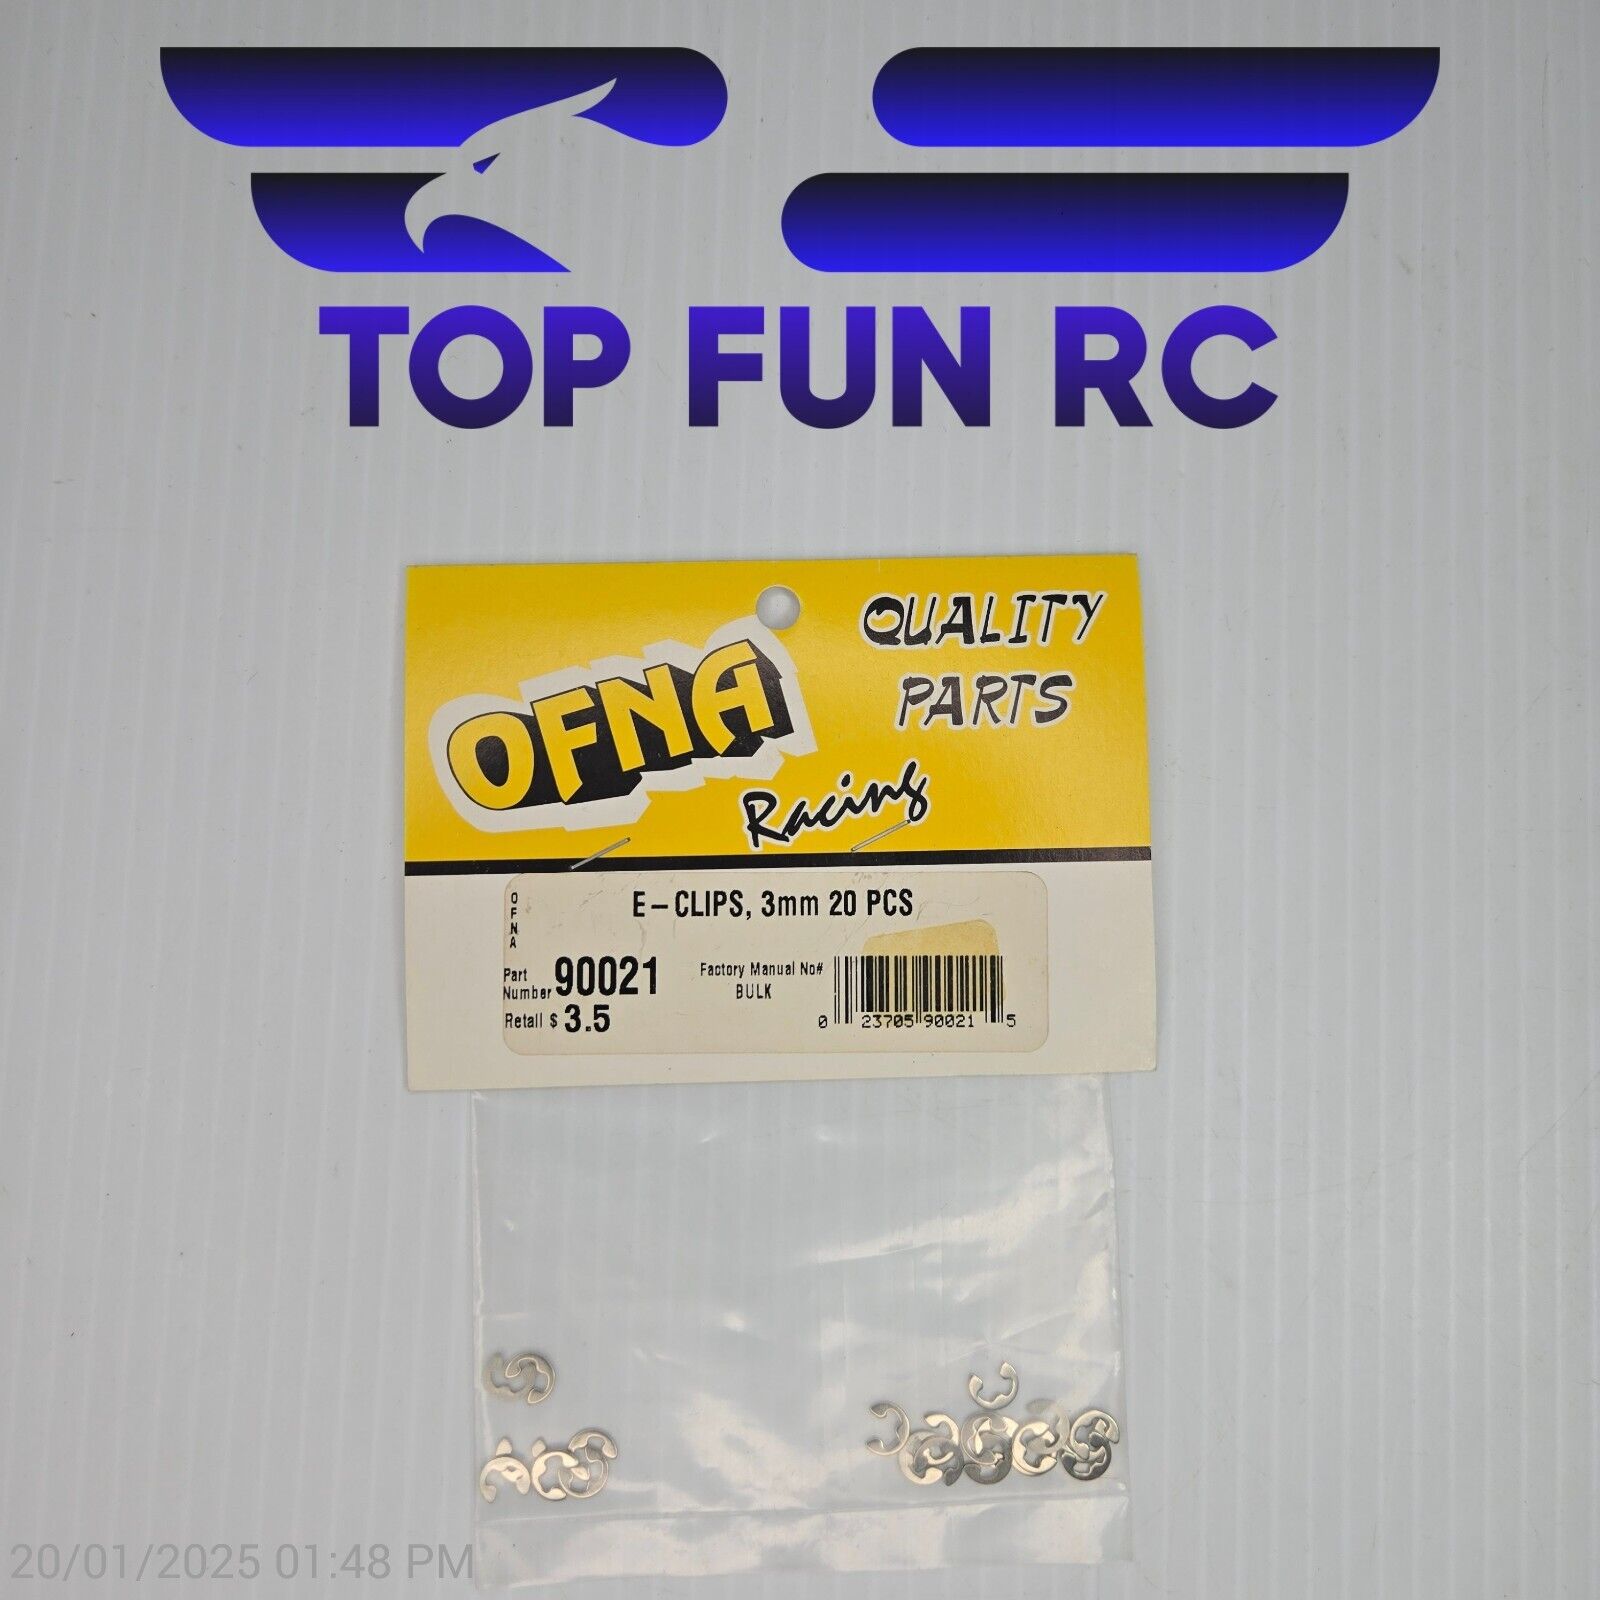 TOP FUN RC
QUALITY
PARTS
OFNA
Racing
OFNA
E-CLIPS, 3mm 20 PCS
Part
Number 90021
Factory Manual No#
BULK
Retail $ 3.5
0 23705 90021 5
20/01/2025 01:48 PM